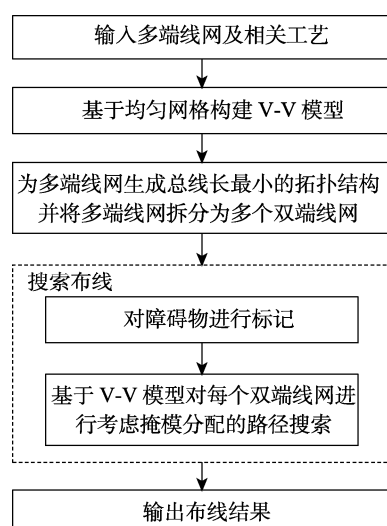 输入多端线网及相关工艺
基于均匀网格构建 V-V 模型
为多端线网生成总线长最小的拓扑结构
并将多端线网拆分为多个双端线网
搜索布线
对障碍物进行标记
基于 V-V 模型对每个双端线网进
行考虑掩模分配的路径搜索
输出布线结果